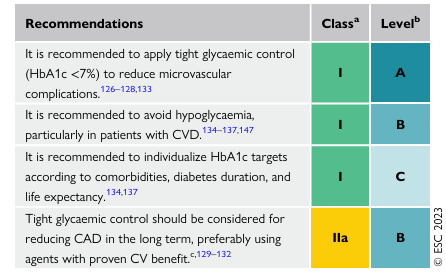 Recommendations Classᵃ Levelᵇ
It is recommended to apply tight glycaemic control
(HbA1c <7%) to reduce microvascular
complications.126–128,133
I A
It is recommended to avoid hypoglycaemia,
particularly in patients with CVD.134–137,147
I B
It is recommended to individualize HbA1c targets
according to comorbidities, diabetes duration, and
life expectancy.134,137
I C
Tight glycaemic control should be considered for
reducing CAD in the long term, preferably using
agents with proven CV benefit.c,129–132
IIa B
© ESC 2023